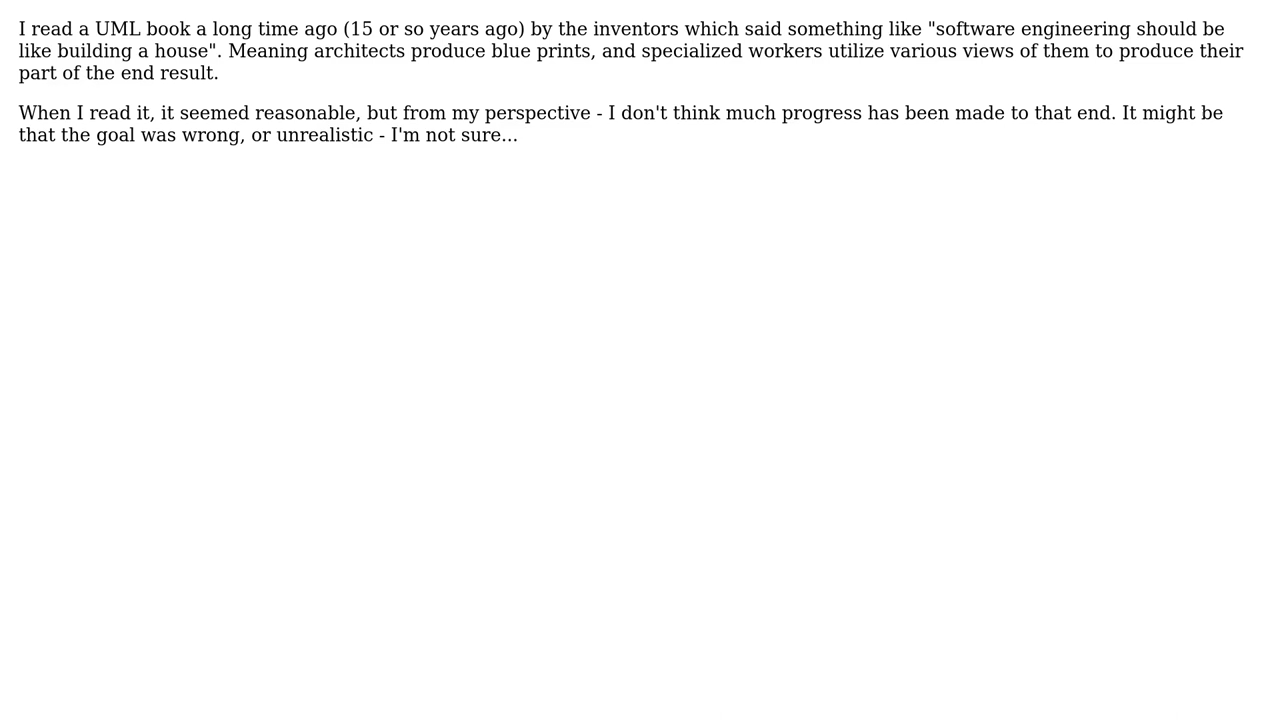 I read a UML book a long time ago (15 or so years ago) by the inventors which said something like "software engineering should be
like building a house". Meaning architects produce blue prints, and specialized workers utilize various views of them to produce their
part of the end result.
When I read it, it seemed reasonable, but from my perspective - I don't think much progress has been made to that end. It might be
that the goal was wrong, or unrealistic - I'm not sure...